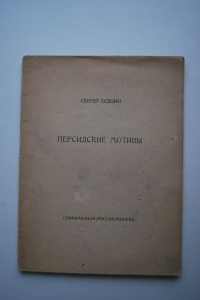 СЕРГЕЙ ЕСЕНИН
ПЕРСИДСКИЕ МОТИВЫ
СОВРЕМЕННАЯ РОССИЯ